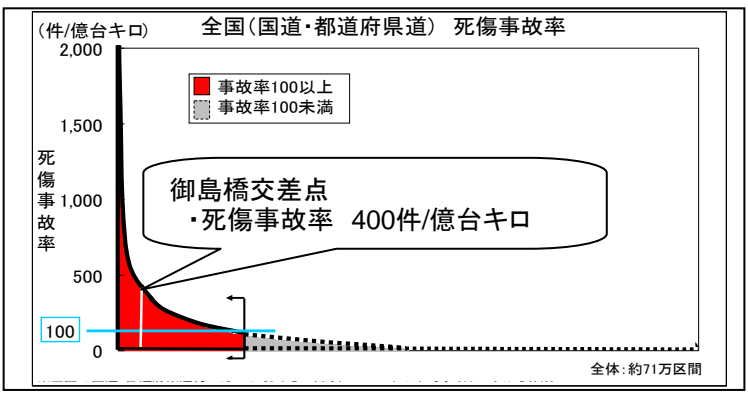 全国(国道・都道府県道) 死傷事故率
(件/億台キロ)
2,000
事故率100以上
事故率100未満
1,500
死傷事故率
御島橋交差点
・死傷事故率 400件/億台キロ
1,000
500
100
0
全体:約71万区間